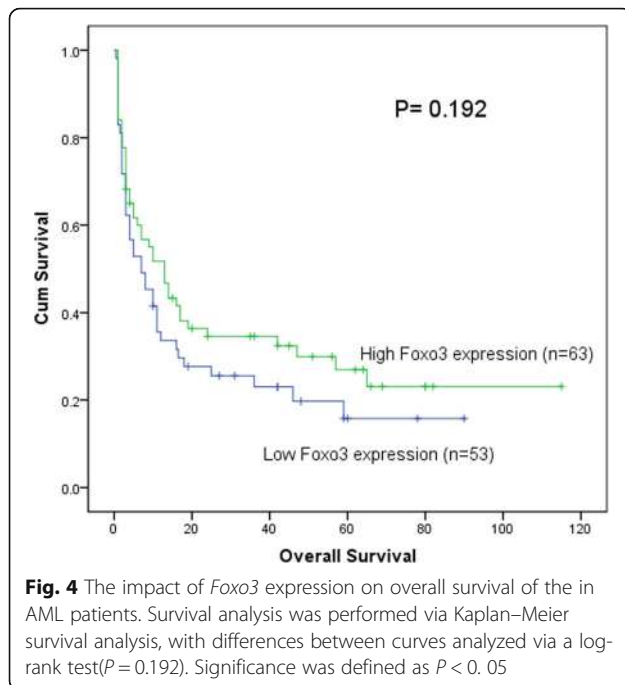 P= 0.192
Cum Survival
1.0
0.8
0.6
0.4
0.2
0.0
High Foxo3 expression (n=63)
Low Foxo3 expression (n=53)
0 20 40 60 80 100 120
Overall Survival
Fig. 4 The impact of Foxo3 expression on overall survival of the in
AML patients. Survival analysis was performed via Kaplan–Meier
survival analysis, with differences between curves analyzed via a log-
rank test(P = 0.192). Significance was defined as P < 0. 05